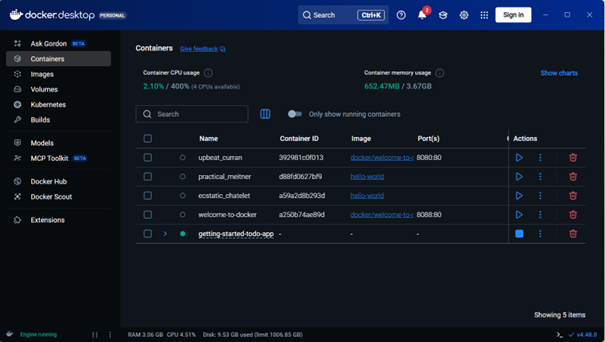 docker.desktop PERSONAL
Search Ctrl+K
2
Sign in
Ask Gordon BETA
Containers
Images
Volumes
Kubernetes
Builds
Models
MCP Toolkit BETA
Docker Hub
Docker Scout
Extensions
Containers Give feedback
Container CPU usage
2.10% / 400% (4 CPUs available)
Container memory usage
652.47MB / 3.67GB
Show charts
Search
Only show running containers
Name Container ID Image Port(s) Actions
upbeat_curran 392981c0f013 docker/welcome-to-c 8080:80
practical_meitner d88fd0627bf9 hello-world
ecstatic_chatelet a59a2d8b293d hello-world
welcome-to-docker a250b74ae89d docker/welcome-to-c 8088:80
getting-started-todo-app - - -
Showing 5 items
Engine running
RAM 3.06 GB CPU 4.51% Disk: 9.53 GB used (limit 1006.85 GB)
v4.48.0